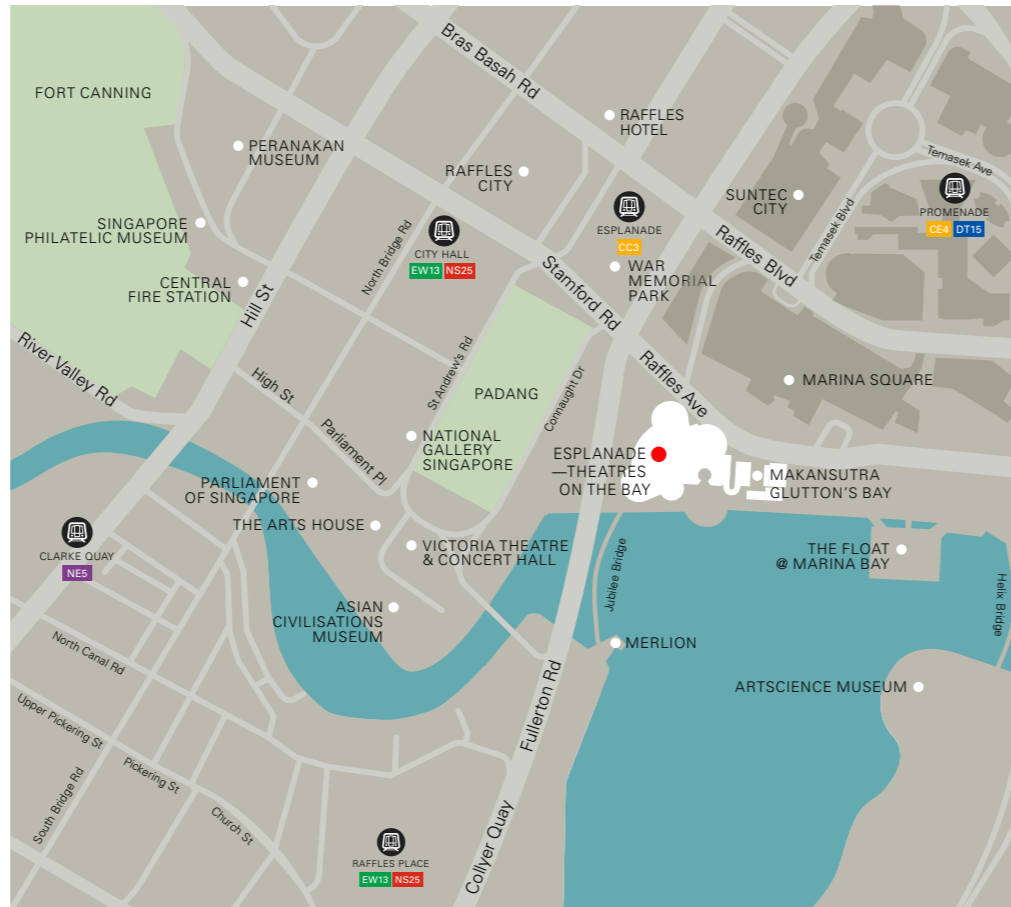 Bras Basah Rd
FORT CANNING
RAFFLES
HOTEL
PERANAKAN
MUSEUM
Temasek Ave
RAFFLES
CITY
SUNTEC
CITY
PROMENADE
CE4 DT15
SINGAPORE
PHILATELIC MUSEUM
North Bridge Rd
CITY HALL
EW13 NS25
ESPLANADE
CC3
Temasek Blvd
Raffles Blvd
WAR
MEMORIAL
PARK
CENTRAL
FIRE STATION
Hill St
Stamford Rd
River Valley Rd
High St
St Andrew's Rd
PADANG
Connaught Dr
Raffles Ave
MARINA SQUARE
Parliament Pl
NATIONAL
GALLERY
SINGAPORE
ESPLANADE
—THEATRES
ON THE BAY
MAKANSUTRA
GLUTTON'S BAY
PARLIAMENT
OF SINGAPORE
THE ARTS HOUSE
CLARKE QUAY
NE5
VICTORIA THEATRE
& CONCERT HALL
Jubilee Bridge
THE FLOAT
@ MARINA BAY
Helix Bridge
ASIAN
CIVILISATIONS
MUSEUM
MERLION
North Canal Rd
ARTSCIENCE MUSEUM
Fullerton Rd
Upper Pickering St
Pickering St
South Bridge Rd
Church St
RAFFLES PLACE
EW13 NS25
Collyer Quay